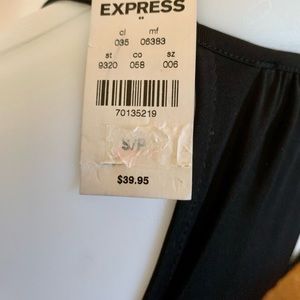 EXPRESS
cl mf
035 06383
st co sz
9320 058 006
70135219
S/P
$39.95